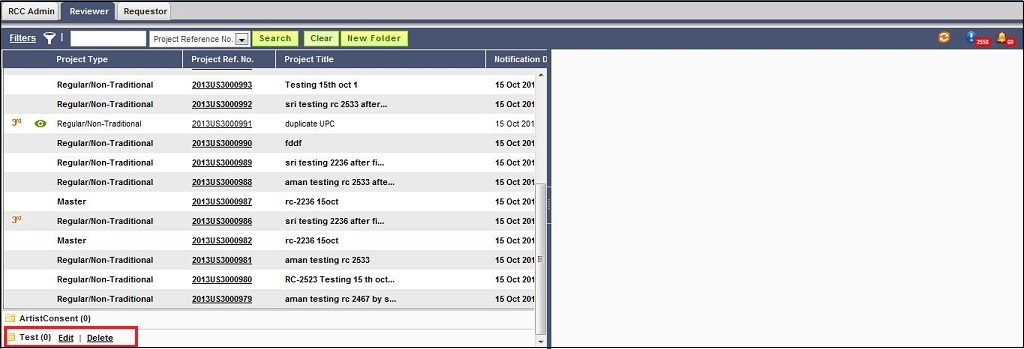 RCC Admin Reviewer Requestor
Filters | Project Reference No. Search Clear New Folder 2558 60
Project Type Project Ref. No. Project Title Notification D
Regular/Non-Traditional 2013US3000993 Testing 15th oct 1 15 Oct 201
Regular/Non-Traditional 2013US3000992 sri testing rc 2533 after... 15 Oct 201
3rd Regular/Non-Traditional 2013US3000991 duplicate UPC 15 Oct 201
Regular/Non-Traditional 2013US3000990 fddf 15 Oct 201
Regular/Non-Traditional 2013US3000989 sri testing 2236 after fi... 15 Oct 201
Regular/Non-Traditional 2013US3000988 aman testing rc 2533 afte... 15 Oct 201
Master 2013US3000987 rc-2236 15oct 15 Oct 201
3rd Regular/Non-Traditional 2013US3000986 sri testing 2236 after fi... 15 Oct 201
Master 2013US3000982 rc-2236 15oct 15 Oct 201
Regular/Non-Traditional 2013US3000981 aman testing rc 2533 15 Oct 201
Regular/Non-Traditional 2013US3000980 RC-2523 Testing 15 th oct... 15 Oct 201
Regular/Non-Traditional 2013US3000979 aman testing rc 2467 by s... 15 Oct 201
ArtistConsent (0)
Test (0) Edit | Delete